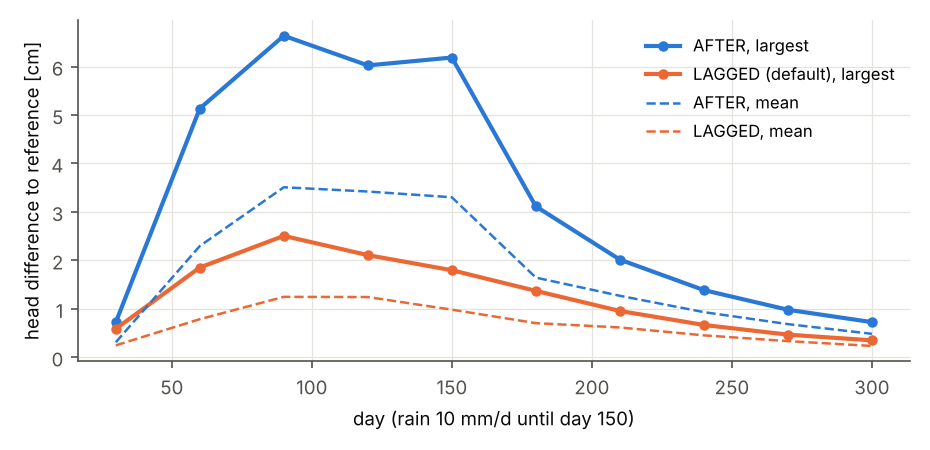 head difference to reference [cm]
6
5
4
3
2
1
0
AFTER, largest
LAGGED (default), largest
AFTER, mean
LAGGED, mean
50 100 150 200 250 300
day (rain 10 mm/d until day 150)